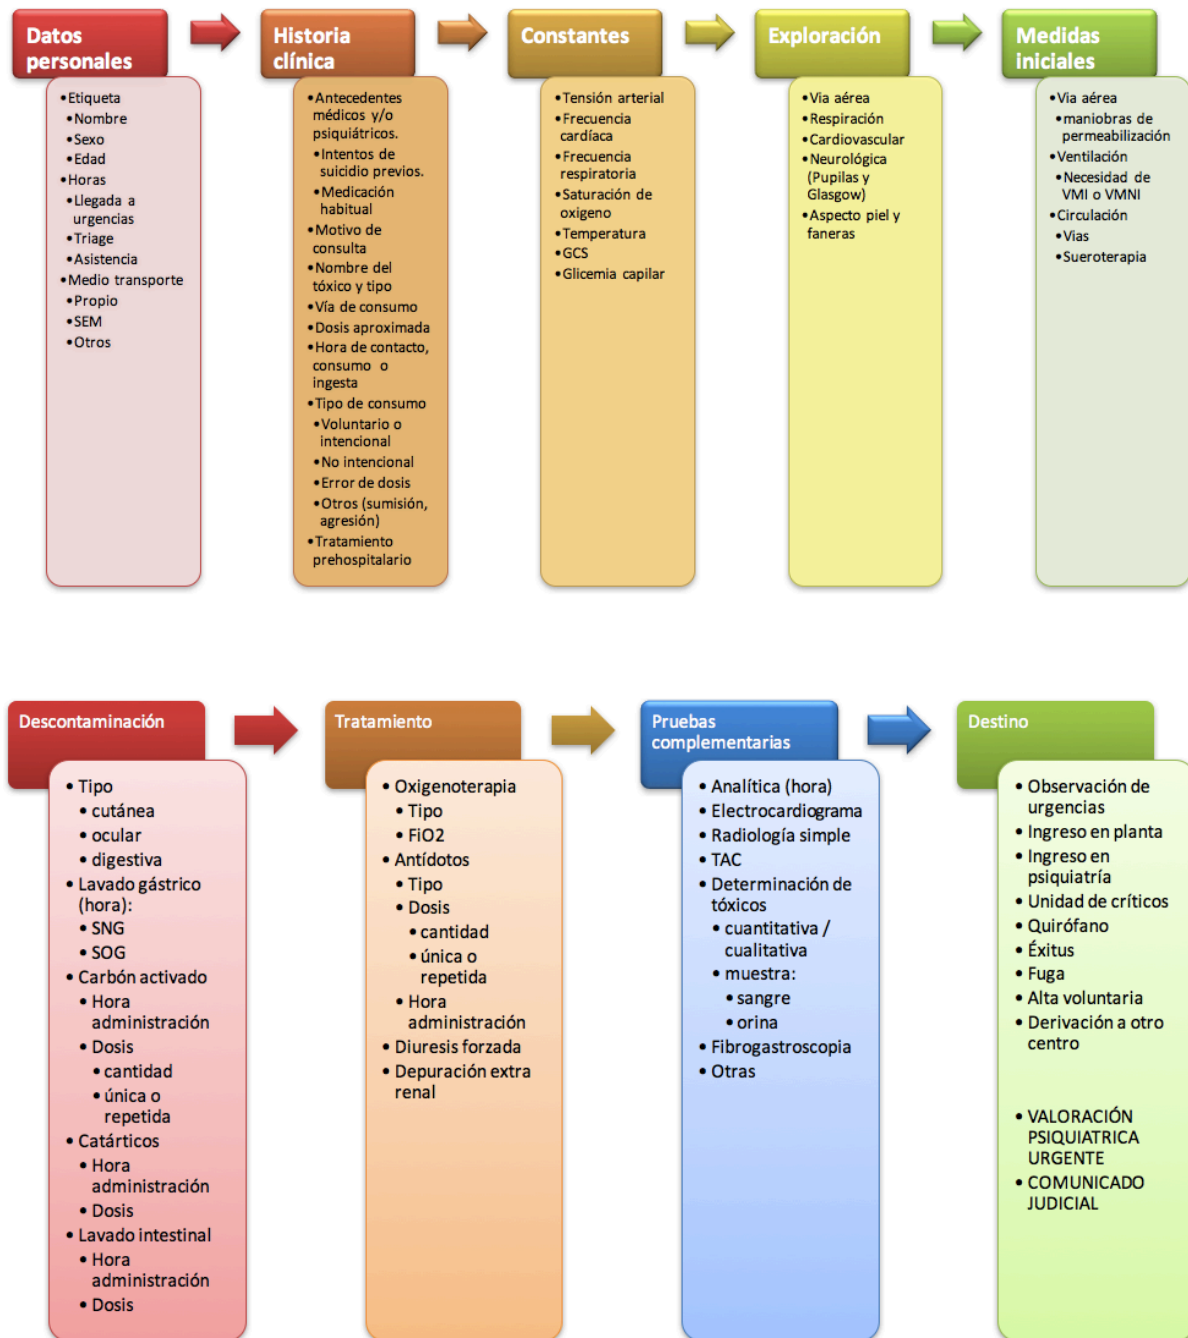 Datos
personales
•Etiqueta
•Nombre
•Sexo
•Edad
•Horas
•Llegada a
urgencias
•Triage
•Asistencia
•Medio transporte
•Propio
•SEM
•Otros
Historia
clínica
•Antecedentes
médicos y/o
psiquiátricos.
•Intentos de
suicidio previos.
•Medicación
habitual
•Motivo de
consulta
•Nombre del
tóxico y tipo
•Vía de consumo
•Dosis aproximada
•Hora de contacto,
consumo o
ingesta
•Tipo de consumo
•Voluntario o
intencional
•No intencional
•Error de dosis
•Otros (sumisión,
agresión)
•Tratamiento
prehospitalario
Constantes
•Tensión arterial
•Frecuencia
cardíaca
•Frecuencia
respiratoria
•Saturación de
oxigeno
•Temperatura
•GCS
•Glicemia capilar
Exploración
•Via aérea
•Respiración
•Cardiovascular
•Neurológica
(Pupilas y
Glasgow)
•Aspecto piel y
faneras
Medidas
iniciales
•Via aérea
•maniobras de
permeabilización
•Ventilación
•Necesidad de
VMI o VMNI
•Circulación
•Vias
•Sueroterapia
Descontaminación
• Tipo
• cutánea
• ocular
• digestiva
• Lavado gástrico
(hora):
• SNG
• SOG
• Carbón activado
• Hora
administración
• Dosis
• cantidad
• única o
repetida
• Catárticos
• Hora
administración
• Dosis
• Lavado intestinal
• Hora
administración
• Dosis
Tratamiento
• Oxigenoterapia
• Tipo
• FiO2
• Antídotos
• Tipo
• Dosis
• cantidad
• única o
repetida
• Hora
administración
• Diuresis forzada
• Depuración extra
renal
Pruebas
complementarias
• Analítica (hora)
• Electrocardiograma
• Radiología simple
• TAC
• Determinación de
tóxicos
• cuantitativa /
cualitativa
• muestra:
• sangre
• orina
• Fibrogastroscopia
• Otras
Destino
• Observación de
urgencias
• Ingreso en planta
• Ingreso en
psiquiatría
• Unidad de críticos
• Quirófano
• Éxitus
• Fuga
• Alta voluntaria
• Derivación a otro
centro
• VALORACIÓN
PSIQUIATRICA
URGENTE
• COMUNICADO
JUDICIAL